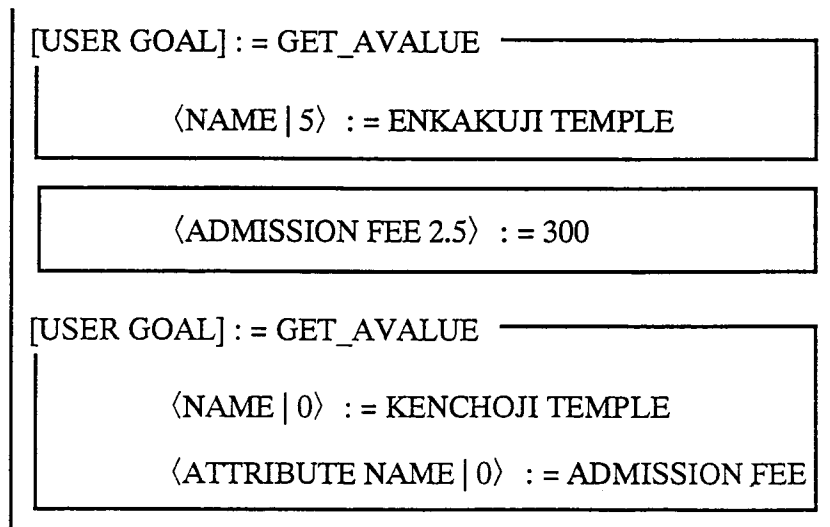 [USER GOAL] : = GET_AVALUE
⟨NAME | 5⟩ : = ENKAKUJI TEMPLE
⟨ADMISSION FEE 2.5⟩ : = 300
[USER GOAL] : = GET_AVALUE
⟨NAME | 0⟩ : = KENCHOJI TEMPLE
⟨ATTRIBUTE NAME | 0⟩ : = ADMISSION FEE